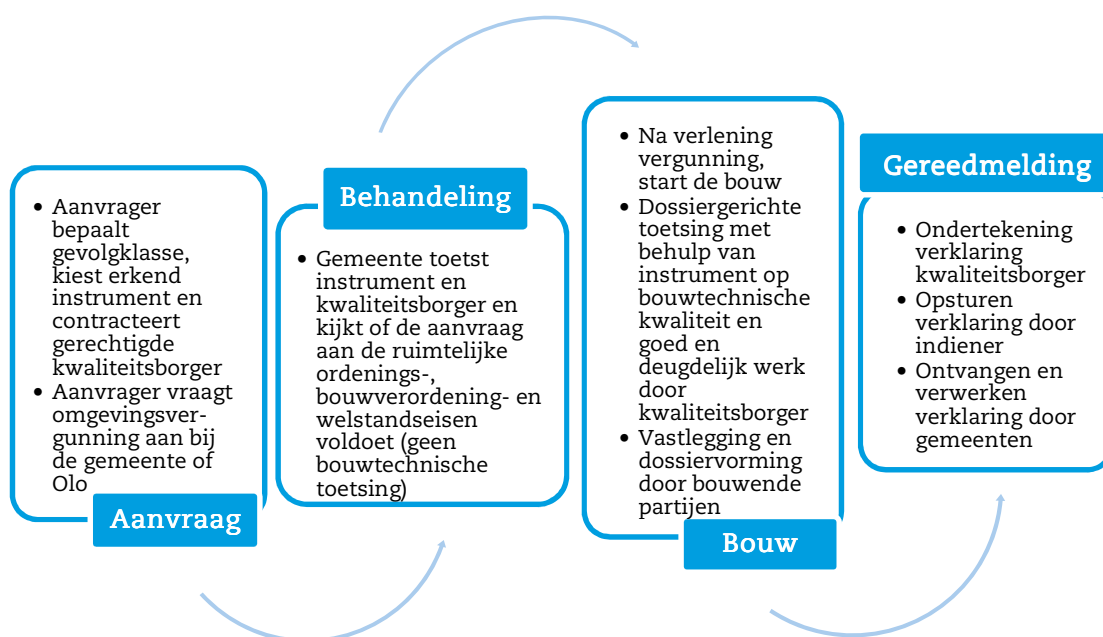 • Aanvrager
bepaalt
gevolgklasse,
kiest erkend
instrument en
contracteert
gerechtigde
kwaliteitsborger
• Aanvrager vraagt
omgevingsver-
gunning aan bij
de gemeente of
Olo
Aanvraag
Behandeling
• Gemeente toetst
instrument en
kwaliteitsborger en
kijkt of de aanvraag
aan de ruimtelijke
ordenings-,
bouwverordening- en
welstandseisen
voldoet (geen
bouwtechnische
toetsing)
• Na verlening
vergunning,
start de bouw
• Dossiergerichte
toetsing met
behulp van
instrument op
bouwtechnische
kwaliteit en
goed en
deugdelijk werk
door
kwaliteitsborger
• Vastlegging en
dossiervorming
door bouwende
partijen
Bouw
Gereedmelding
• Ondertekening
verklaring
kwaliteitsborger
• Opsturen
verklaring door
indiener
• Ontvangen en
verwerken
verklaring door
gemeenten